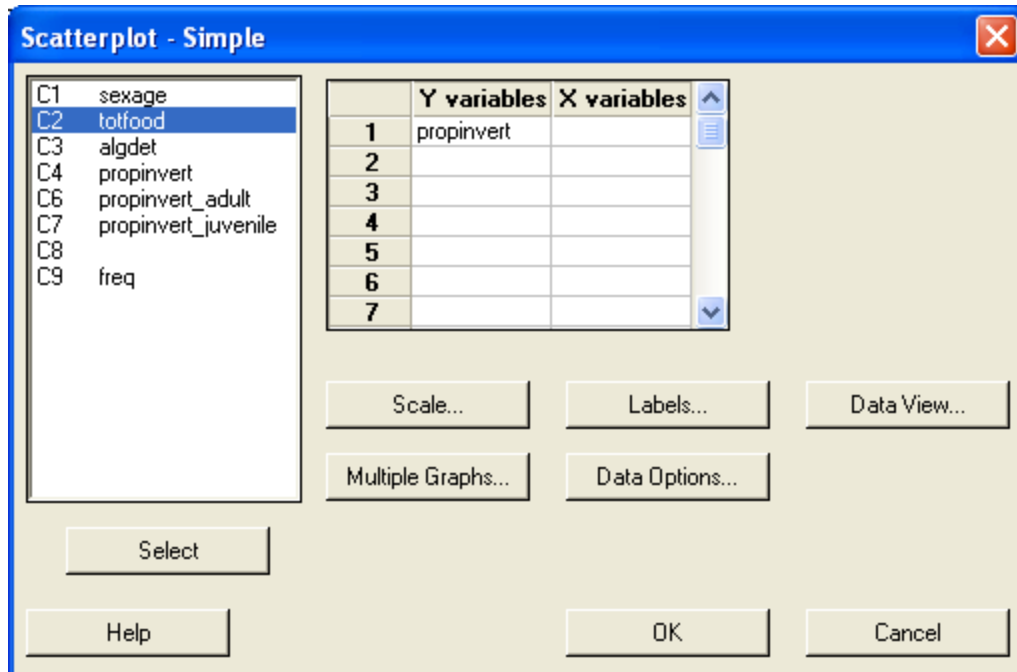 Scatterplot - Simple
C1 sexage
C2 totfood
C3 algdet
C4 propinvert
C6 propinvert_adult
C7 propinvert_juvenile
C8
C9 freq
Y variables X variables
1 propinvert
2
3
4
5
6
7
Scale... Labels... Data View...
Multiple Graphs... Data Options...
Select
Help OK Cancel